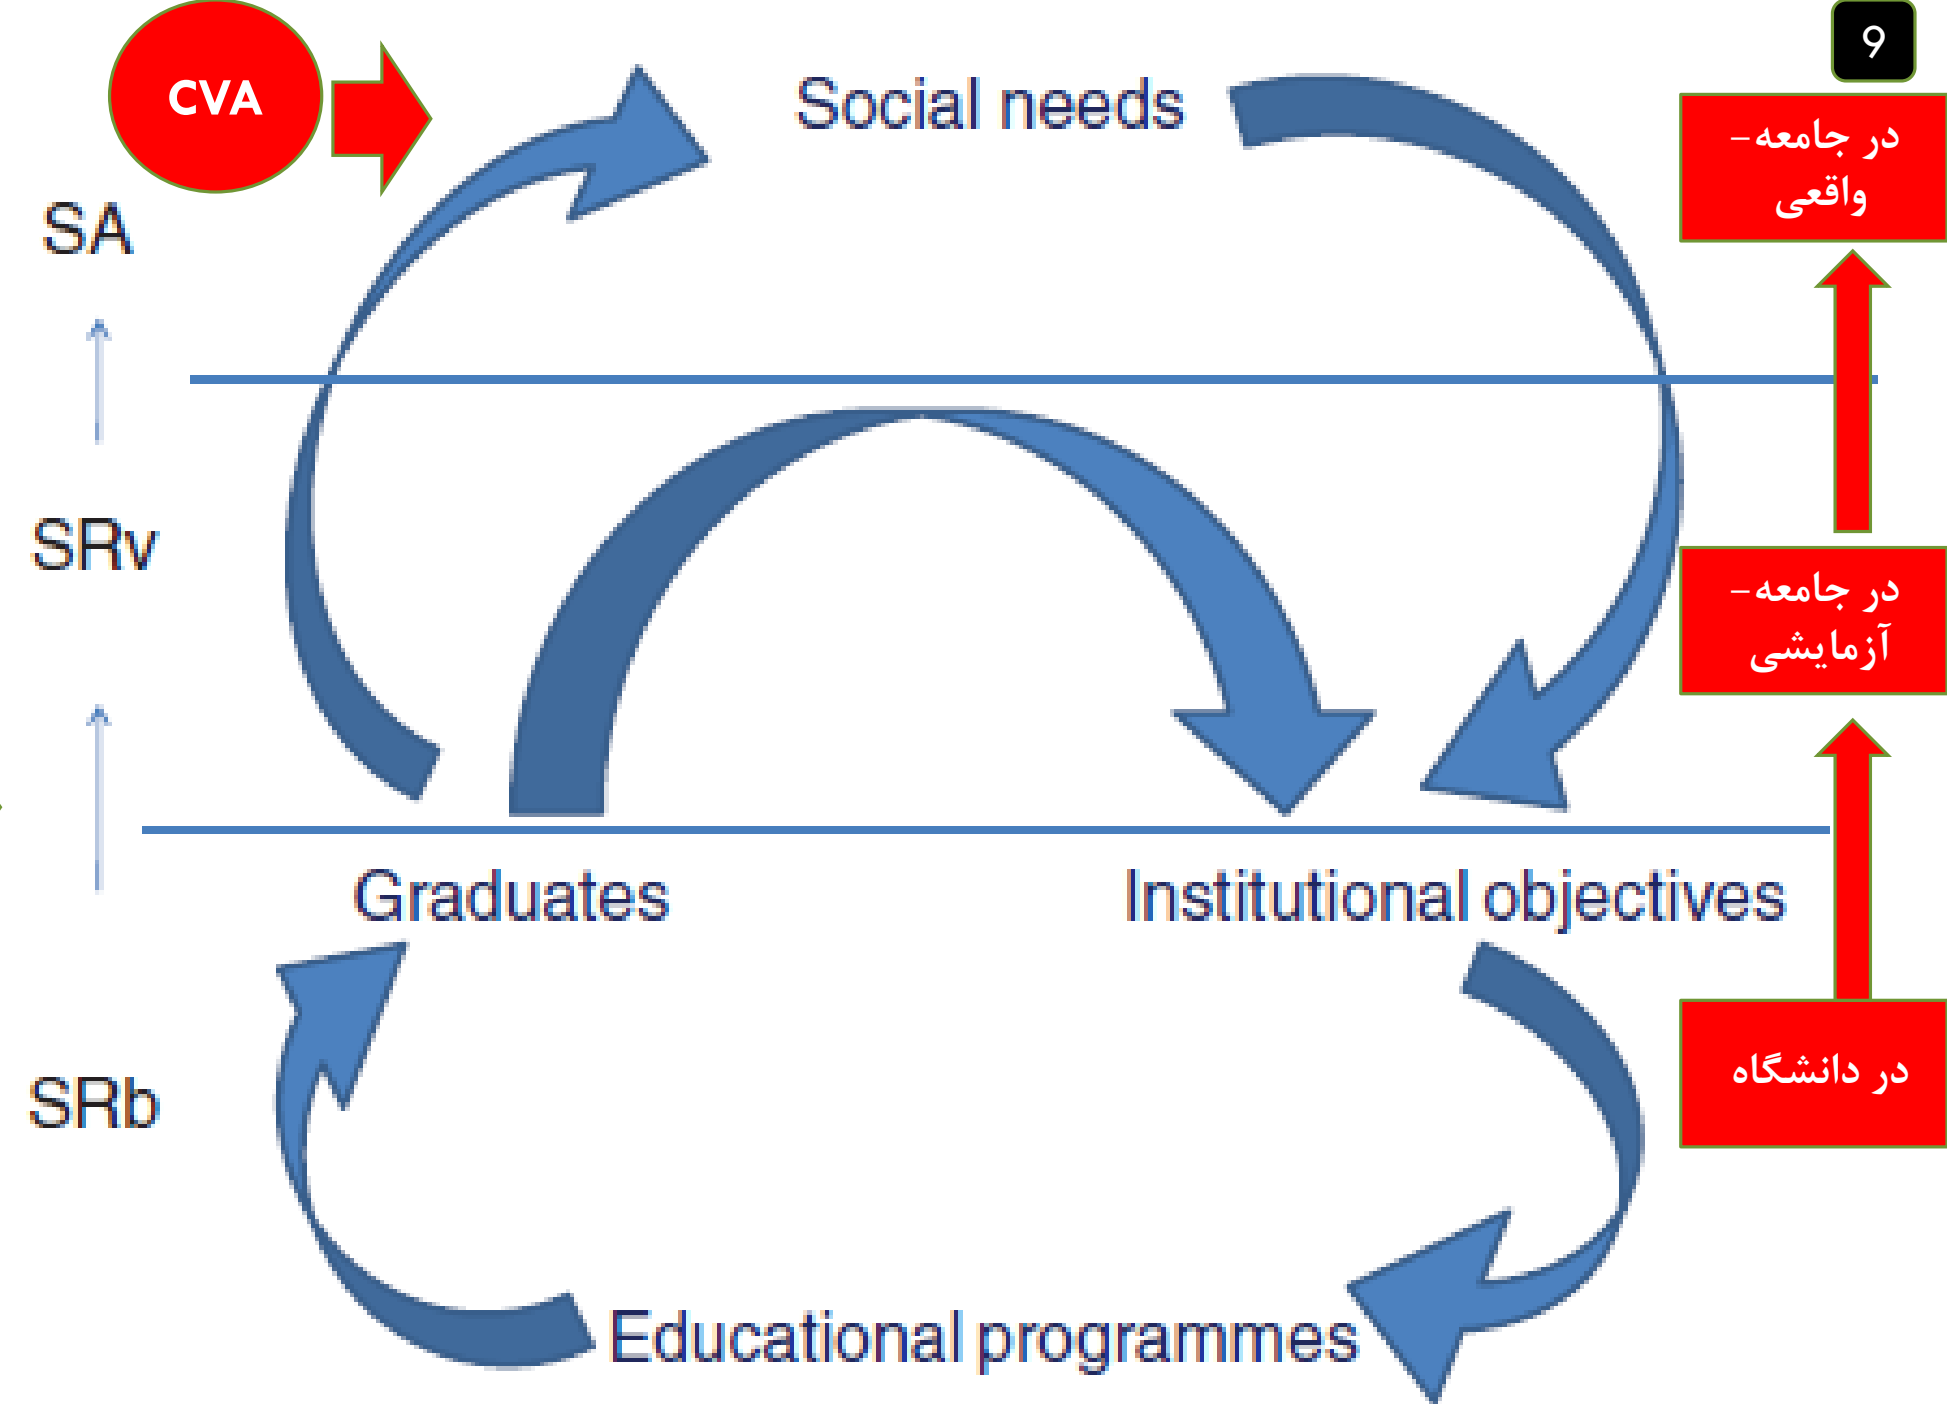 9
CVA
Social needs
در جامعه-
واقعی
SA
SRv
در جامعه-
آزمایشی
Graduates
Institutional objectives
SRb
در دانشگاه
Educational programmes